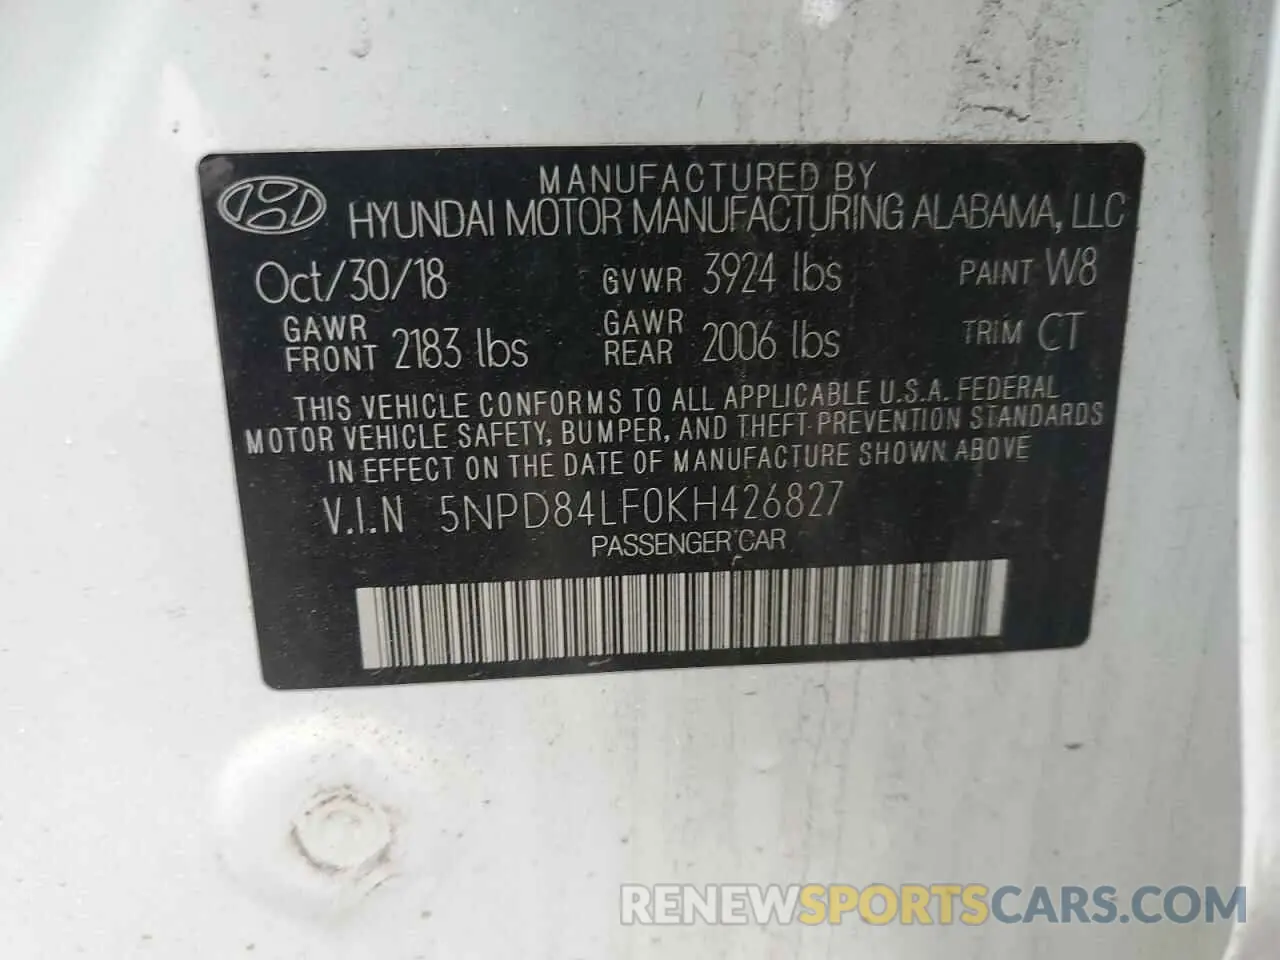 MANUFACTURED BY
HYUNDAI MOTOR MANUFACTURING ALABAMA, LLC
Oct/30/18 GVWR 3924 lbs PAINT W8
GAWR FRONT 2183 lbs GAWR REAR 2006 lbs TRIM CT
THIS VEHICLE CONFORMS TO ALL APPLICABLE U.S.A. FEDERAL
MOTOR VEHICLE SAFETY, BUMPER, AND THEFT PREVENTION STANDARDS
IN EFFECT ON THE DATE OF MANUFACTURE SHOWN ABOVE
V.I.N 5NPD84LF0KH426827
PASSENGER CAR
RENEWSPORTSCARS.COM